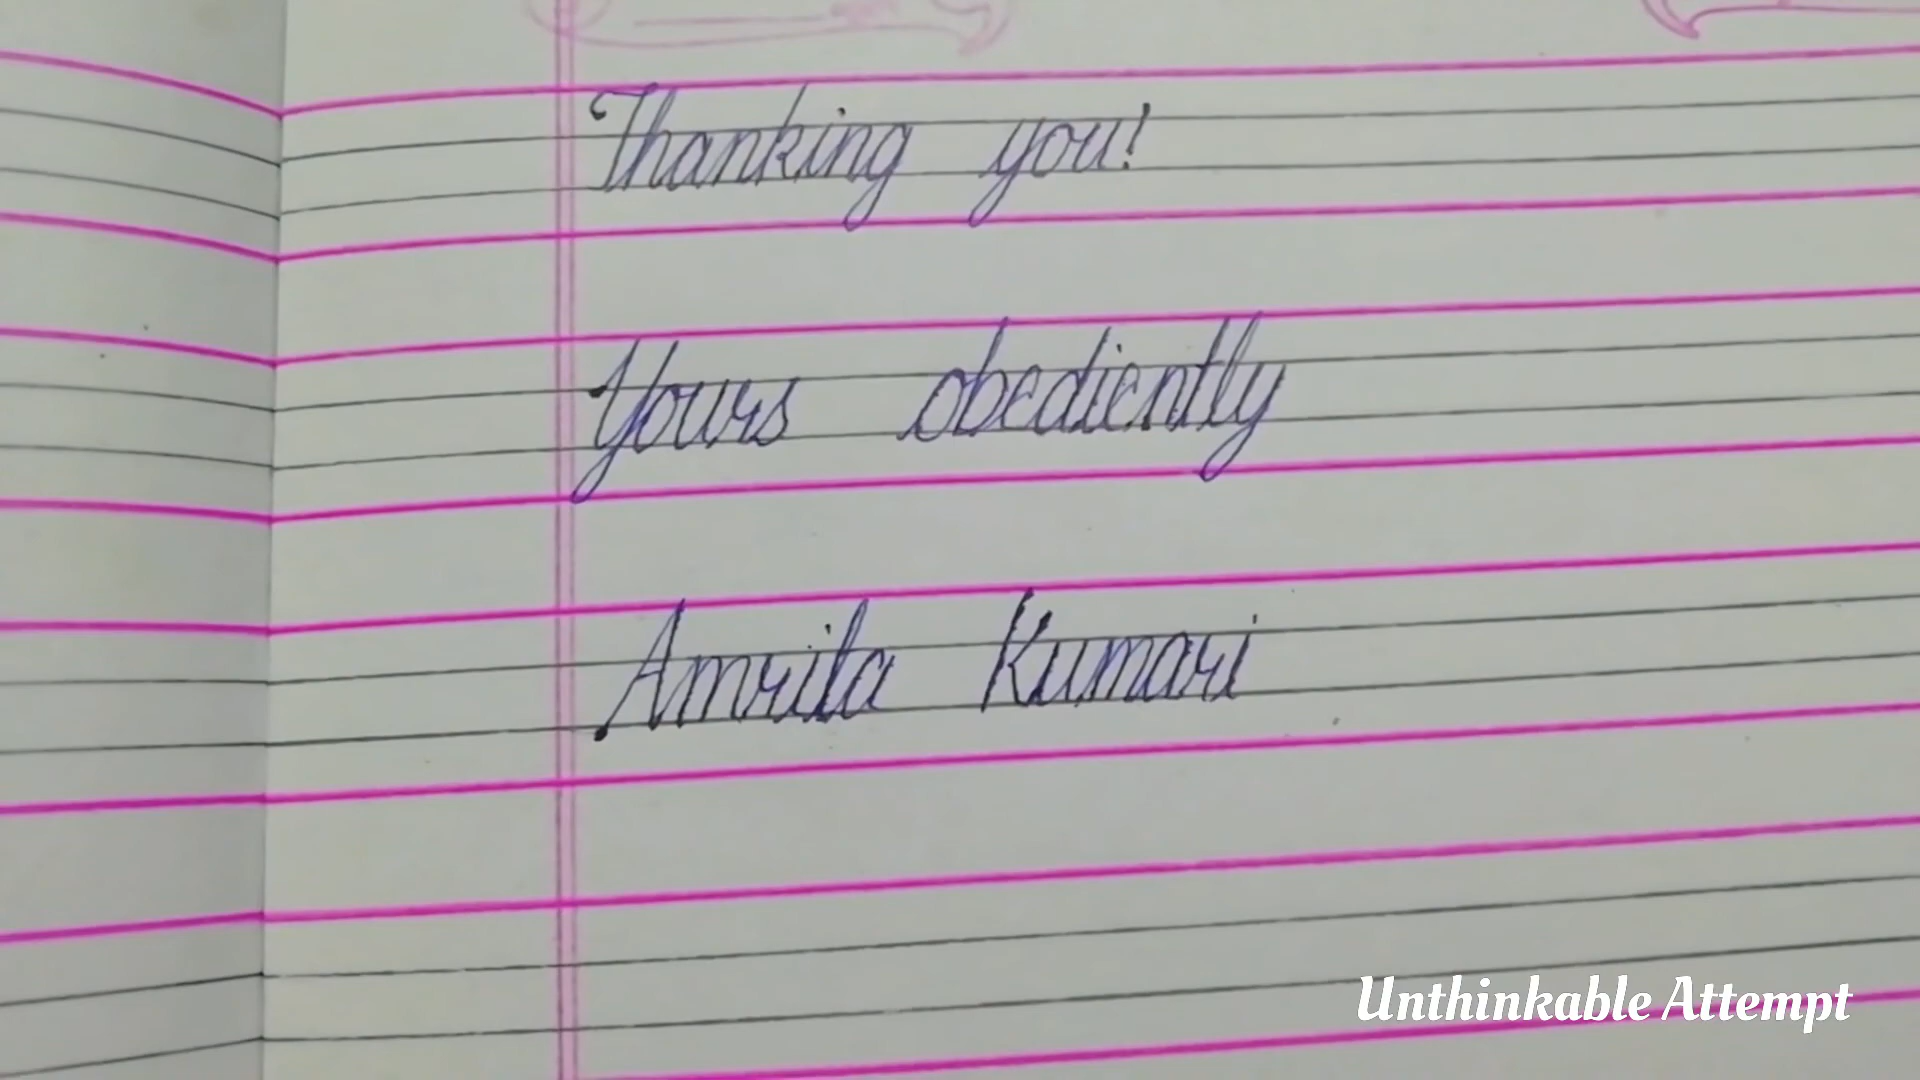 Thanking you!
Yours obediently
Amrita Kumari
Unthinkable Attempt